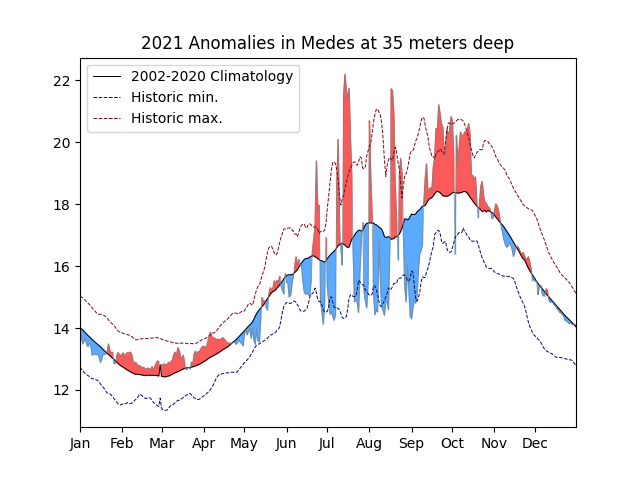 2021 Anomalies in Medes at 35 meters deep
2002-2020 Climatology
Historic min.
Historic max.
22
20
18
16
14
12
Jan Feb Mar Apr May Jun Jul Aug Sep Oct Nov Dec